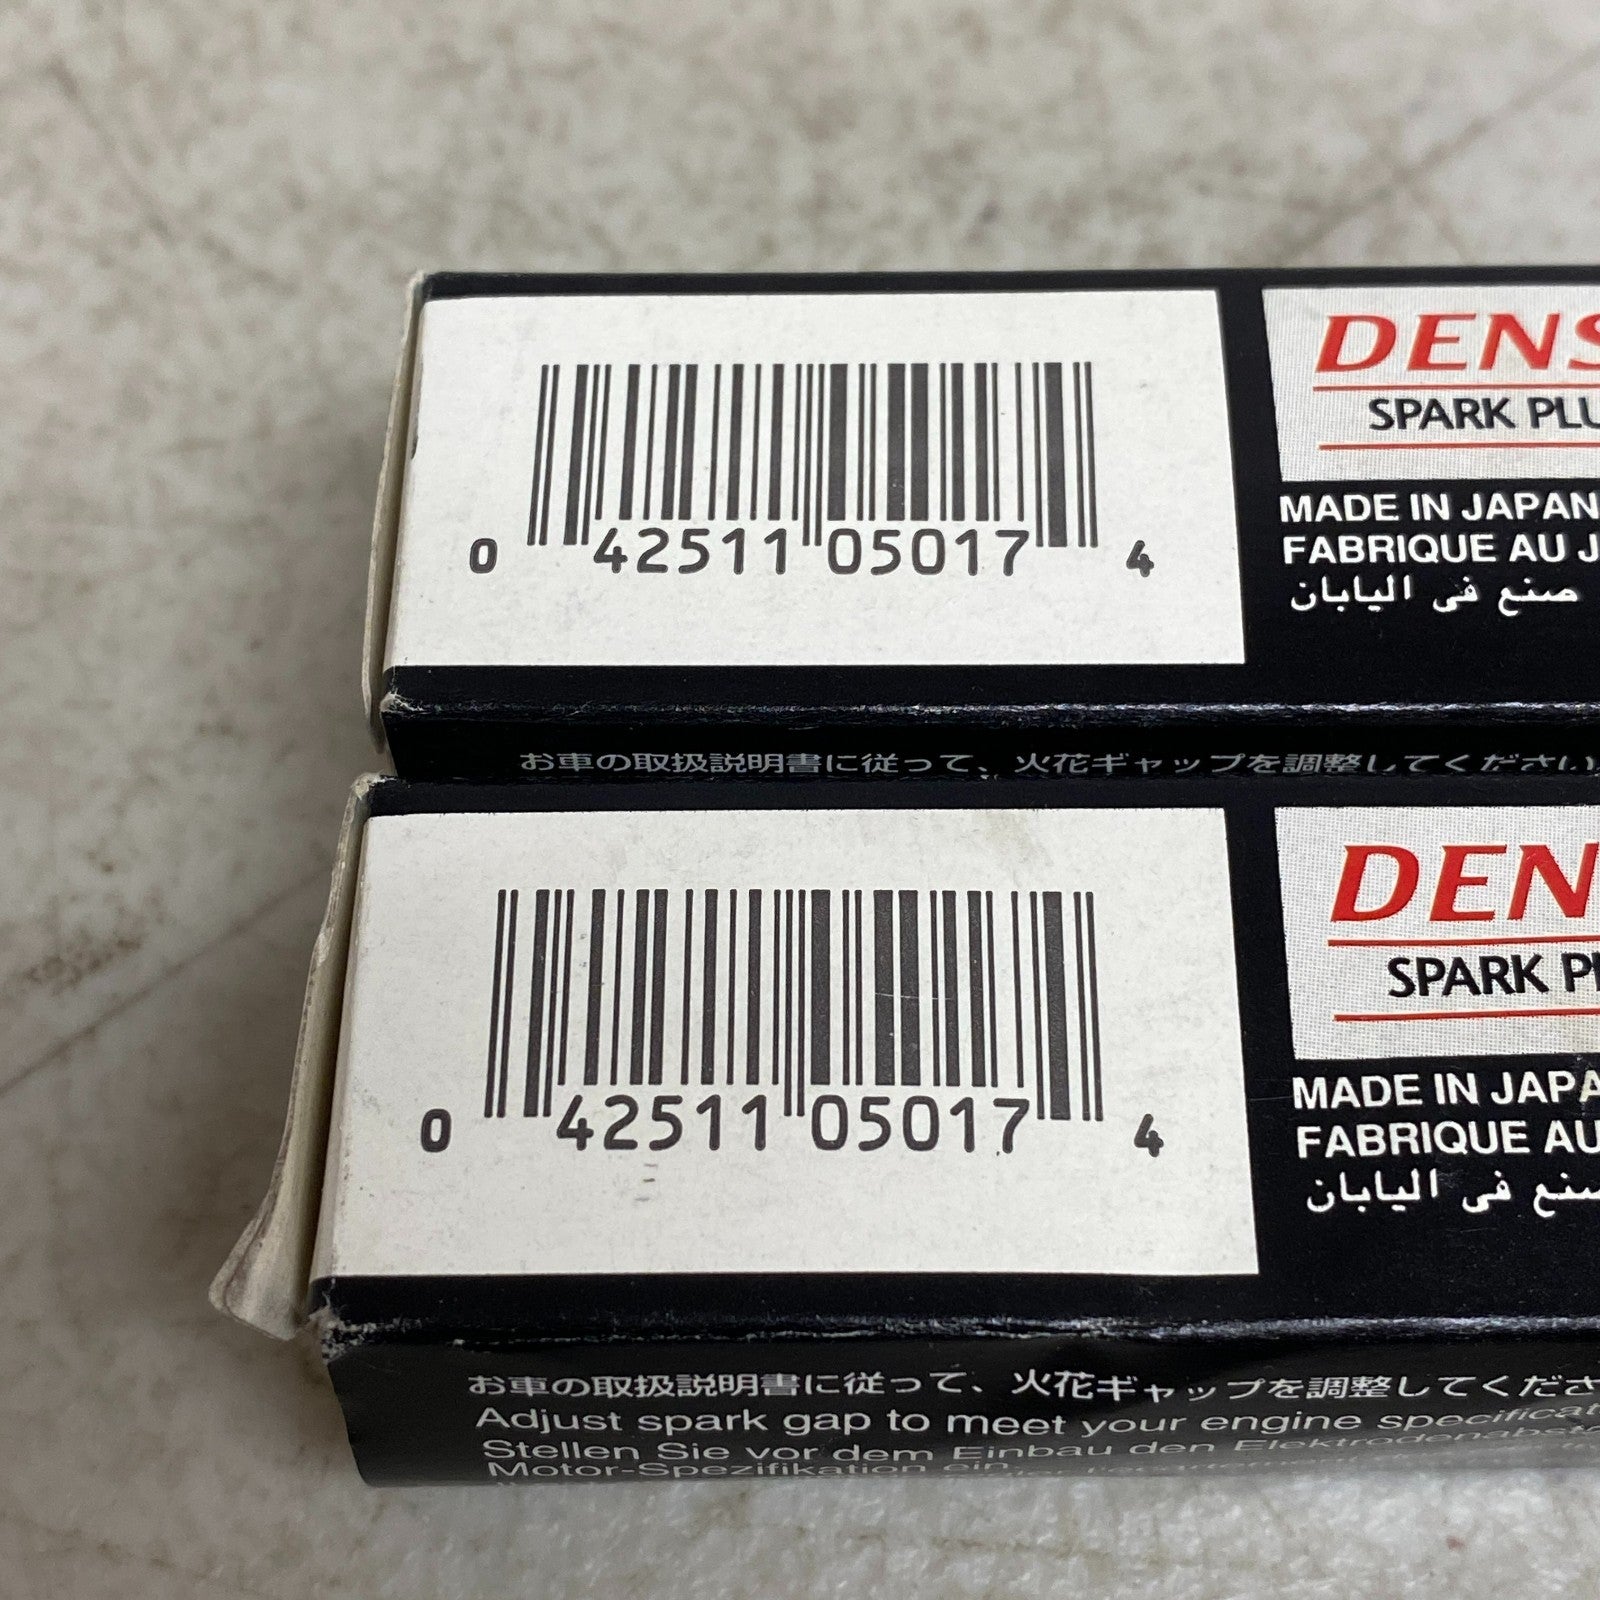 DENS
SPARK PLU
MADE IN JAPAN
FABRIQUE AU J
صنع في اليابان
0 42511 05017 4
お車の取扱説明書に従って、火花ギャップを調整してください
DEN
SPARK
MADE IN JAPA
FABRIQUE AU
صنع في اليابان
0 42511 05017 4
お車の取扱説明書に従って、火花ギャップを調整してくださ
Adjust spark gap to meet your engine specificat
Stellen Sie vor dem Einbau den Elektrodenabst
Motor-Spezifikation ein.